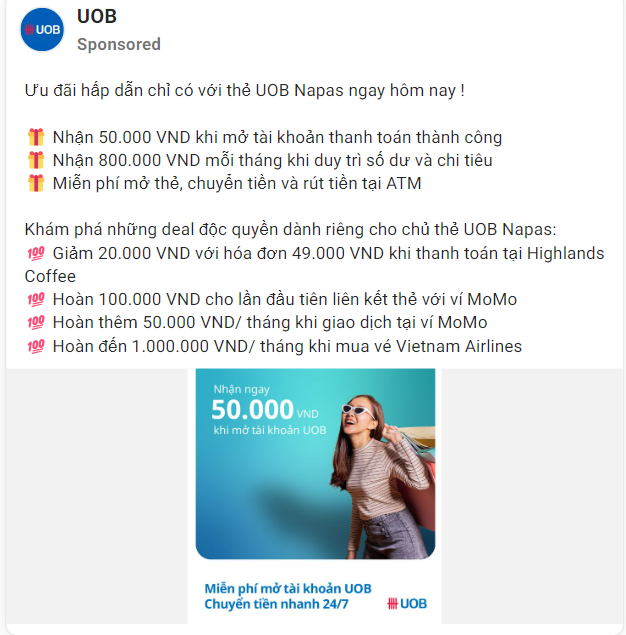 UOB
UOB
Sponsored
Ưu đãi hấp dẫn chỉ có với thẻ UOB Napas ngay hôm nay !
🎁 Nhận 50.000 VND khi mở tài khoản thanh toán thành công
🎁 Nhận 800.000 VND mỗi tháng khi duy trì số dư và chi tiêu
🎁 Miễn phí mở thẻ, chuyển tiền và rút tiền tại ATM
Khám phá những deal độc quyền dành riêng cho chủ thẻ UOB Napas:
💯 Giảm 20.000 VND với hóa đơn 49.000 VND khi thanh toán tại Highlands
Coffee
💯 Hoàn 100.000 VND cho lần đầu tiên liên kết thẻ với ví MoMo
💯 Hoàn thêm 50.000 VND/ tháng khi giao dịch tại ví MoMo
💯 Hoàn đến 1.000.000 VND/ tháng khi mua vé Vietnam Airlines
Nhận ngay
50.000 VND
khi mở tài khoản UOB
Miễn phí mở tài khoản UOB
Chuyển tiền nhanh 24/7
UOB